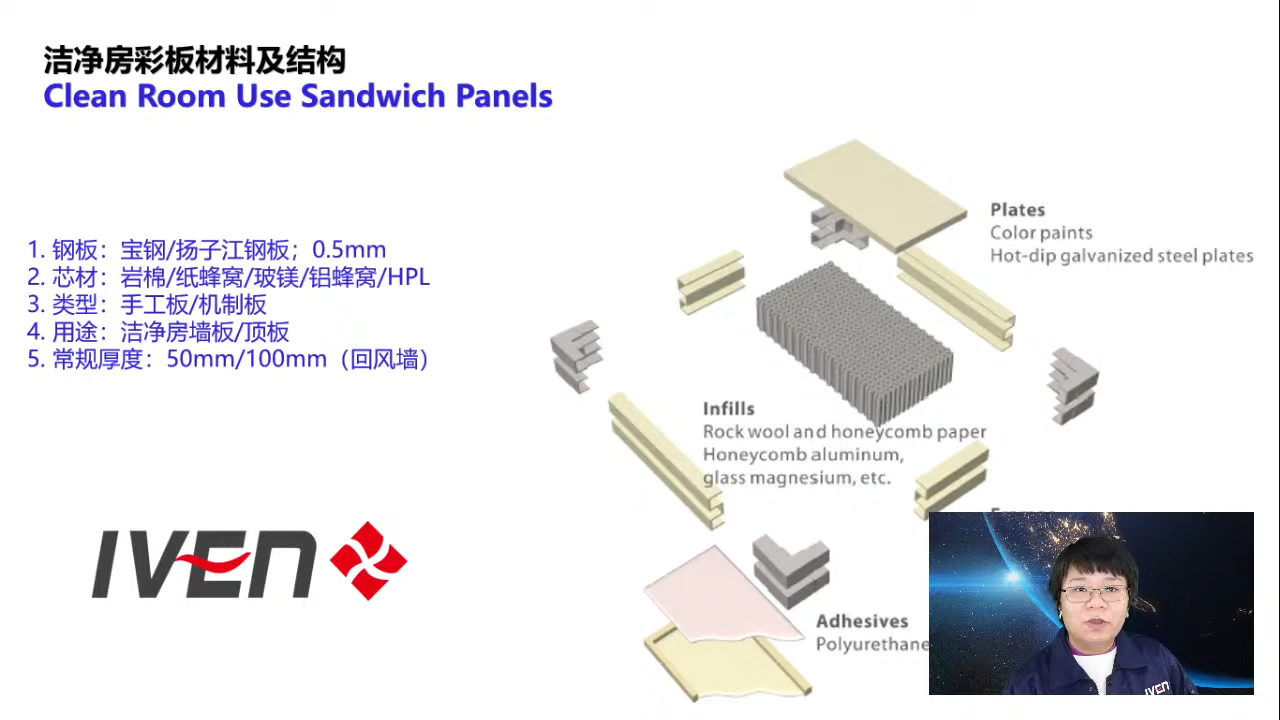 洁净房彩板材料及结构
Clean Room Use Sandwich Panels
1. 钢板：宝钢/扬子江钢板；0.5mm
2. 芯材：岩棉/纸蜂窝/玻镁/铝蜂窝/HPL
3. 类型：手工板/机制板
4. 用途：洁净房墙板/顶板
5. 常规厚度：50mm/100mm（回风墙）
Plates
Color paints
Hot-dip galvanized steel plates
Infills
Rock wool and honeycomb paper
Honeycomb aluminum,
glass magnesium, etc.
Adhesives
Polyurethane
IVEN
IVEN